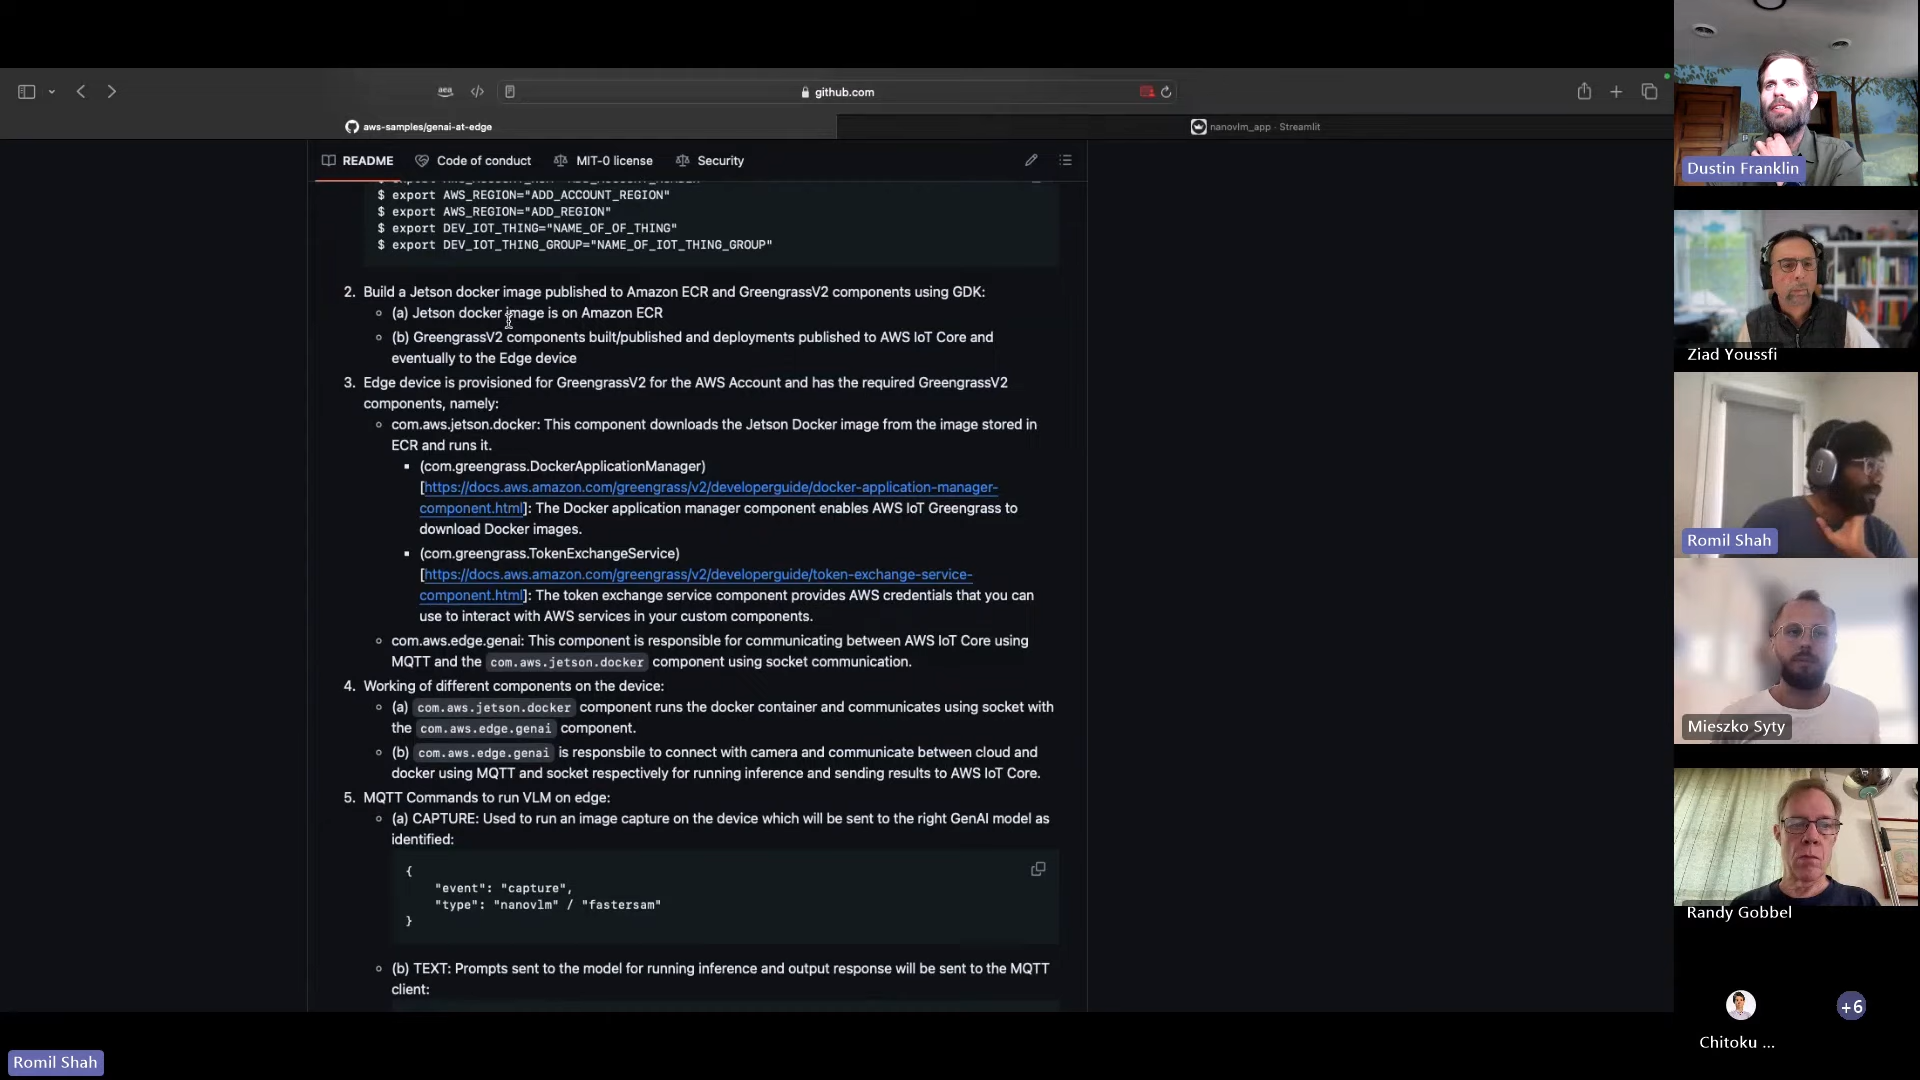 github.com
aws-samples/genai-at-edge
nanovlm_app · Streamlit
README
Code of conduct
MIT-0 license
Security
$ export AWS_REGION="ADD_ACCOUNT_REGION"
$ export AWS_REGION="ADD_REGION"
$ export DEV_IOT_THING="NAME_OF_OF_THING"
$ export DEV_IOT_THING_GROUP="NAME_OF_IOT_THING_GROUP"
2. Build a Jetson docker image published to Amazon ECR and GreengrassV2 components using GDK:
(a) Jetson docker image is on Amazon ECR
(b) GreengrassV2 components built/published and deployments published to AWS IoT Core and
eventually to the Edge device
3. Edge device is provisioned for GreengrassV2 for the AWS Account and has the required GreengrassV2
components, namely:
com.aws.jetson.docker: This component downloads the Jetson Docker image from the image stored in
ECR and runs it.
(com.greengrass.DockerApplicationManager)
[https://docs.aws.amazon.com/greengrass/v2/developerguide/docker-application-manager-
component.html]: The Docker application manager component enables AWS IoT Greengrass to
download Docker images.
(com.greengrass.TokenExchangeService)
[https://docs.aws.amazon.com/greengrass/v2/developerguide/token-exchange-service-
component.html]: The token exchange service component provides AWS credentials that you can
use to interact with AWS services in your custom components.
com.aws.edge.genai: This component is responsible for communicating between AWS IoT Core using
MQTT and the com.aws.jetson.docker component using socket communication.
4. Working of different components on the device:
(a) com.aws.jetson.docker component runs the docker container and communicates using socket with
the com.aws.edge.genai component.
(b) com.aws.edge.genai is responsbile to connect with camera and communicate between cloud and
docker using MQTT and socket respectively for running inference and sending results to AWS IoT Core.
5. MQTT Commands to run VLM on edge:
(a) CAPTURE: Used to run an image capture on the device which will be sent to the right GenAI model as
identified:
{
"event": "capture",
"type": "nanovlm" / "fastersam"
}
(b) TEXT: Prompts sent to the model for running inference and output response will be sent to the MQTT
client:
Dustin Franklin
Ziad Youssfi
Romil Shah
Mieszko Syty
Randy Gobbel
+6
Chitoku ...
Romil Shah